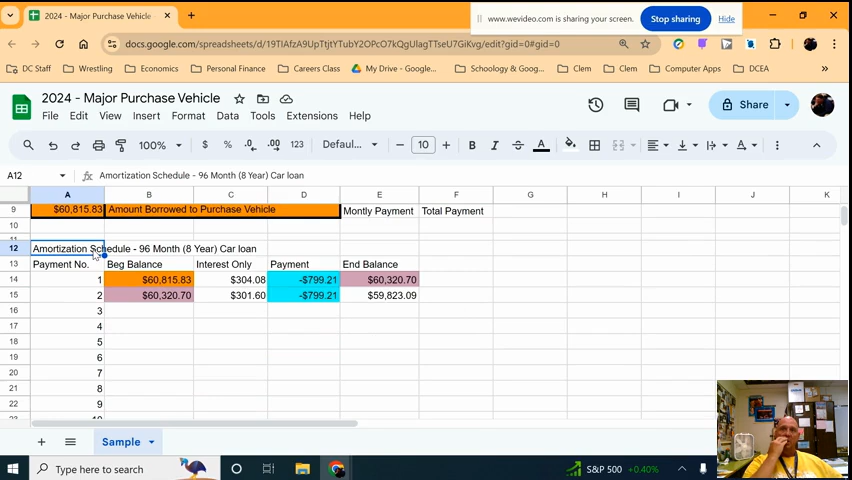 2024 - Major Purchase Vehicle
www.wevideo.com is sharing your screen.
Stop sharing
Hide
docs.google.com/spreadsheets/d/19TIAfzA9UpTtjtYTubY2OPcO7kQgUlagTTseU7GiKvg/edit?gid=0#gid=0
DC Staff Wrestling Economics Personal Finance Careers Class My Drive - Google... Schoology & Goog... Clem Clem Computer Apps DCEA
2024 - Major Purchase Vehicle
File Edit View Insert Format Data Tools Extensions Help
Share
100% $ % .0 .00 123 Defaul... 10 B I A
A12 fx Amortization Schedule - 96 Month (8 Year) Car loan
A B C D E F G H I J K
9 $60,815.83 Amount Borrowed to Purchase Vehicle Montly Payment Total Payment
10
12 Amortization Schedule - 96 Month (8 Year) Car loan
13 Payment No. Beg Balance Interest Only Payment End Balance
14 1 $60,815.83 $304.08 -$799.21 $60,320.70
15 2 $60,320.70 $301.60 -$799.21 $59,823.09
16 3
17 4
18 5
19 6
20 7
21 8
22 9
Sample
Type here to search
S&P 500 +0.40%